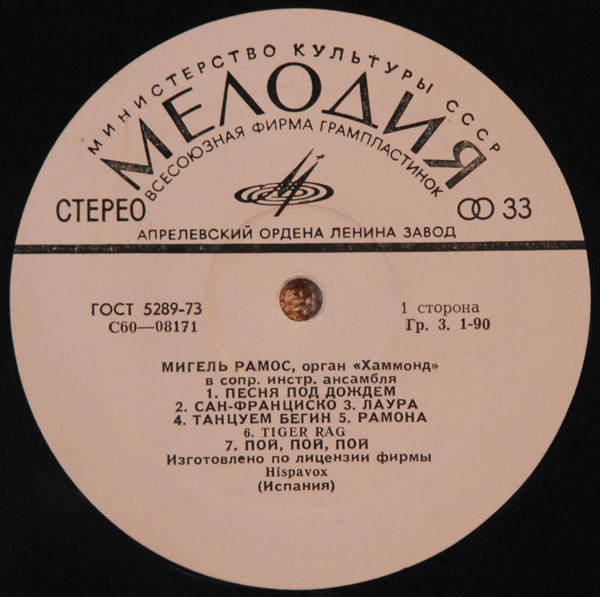 МИНИСТЕРСТВО КУЛЬТУРЫ СССР
МЕЛОДИЯ
ВСЕСОЮЗНАЯ ФИРМА ГРАМПЛАСТИНОК
СТЕРЕО 33
АПРЕЛЕВСКИЙ ОРДЕНА ЛЕНИНА ЗАВОД
ГОСТ 5289-73 1 сторона
С60—08171 Гр. 3. 1-90
МИГЕЛЬ РАМОС, орган «Хаммонд»
в сопр. инстр. ансамбля
1. ПЕСНЯ ПОД ДОЖДЕМ
2. САН-ФРАНЦИСКО 3. ЛАУРА
4. ТАНЦУЕМ БЕГИН 5. РАМОНА
6. TIGER RAG
7. ПОЙ, ПОЙ, ПОЙ
Изготовлено по лицензии фирмы
Hispavox
(Испания)